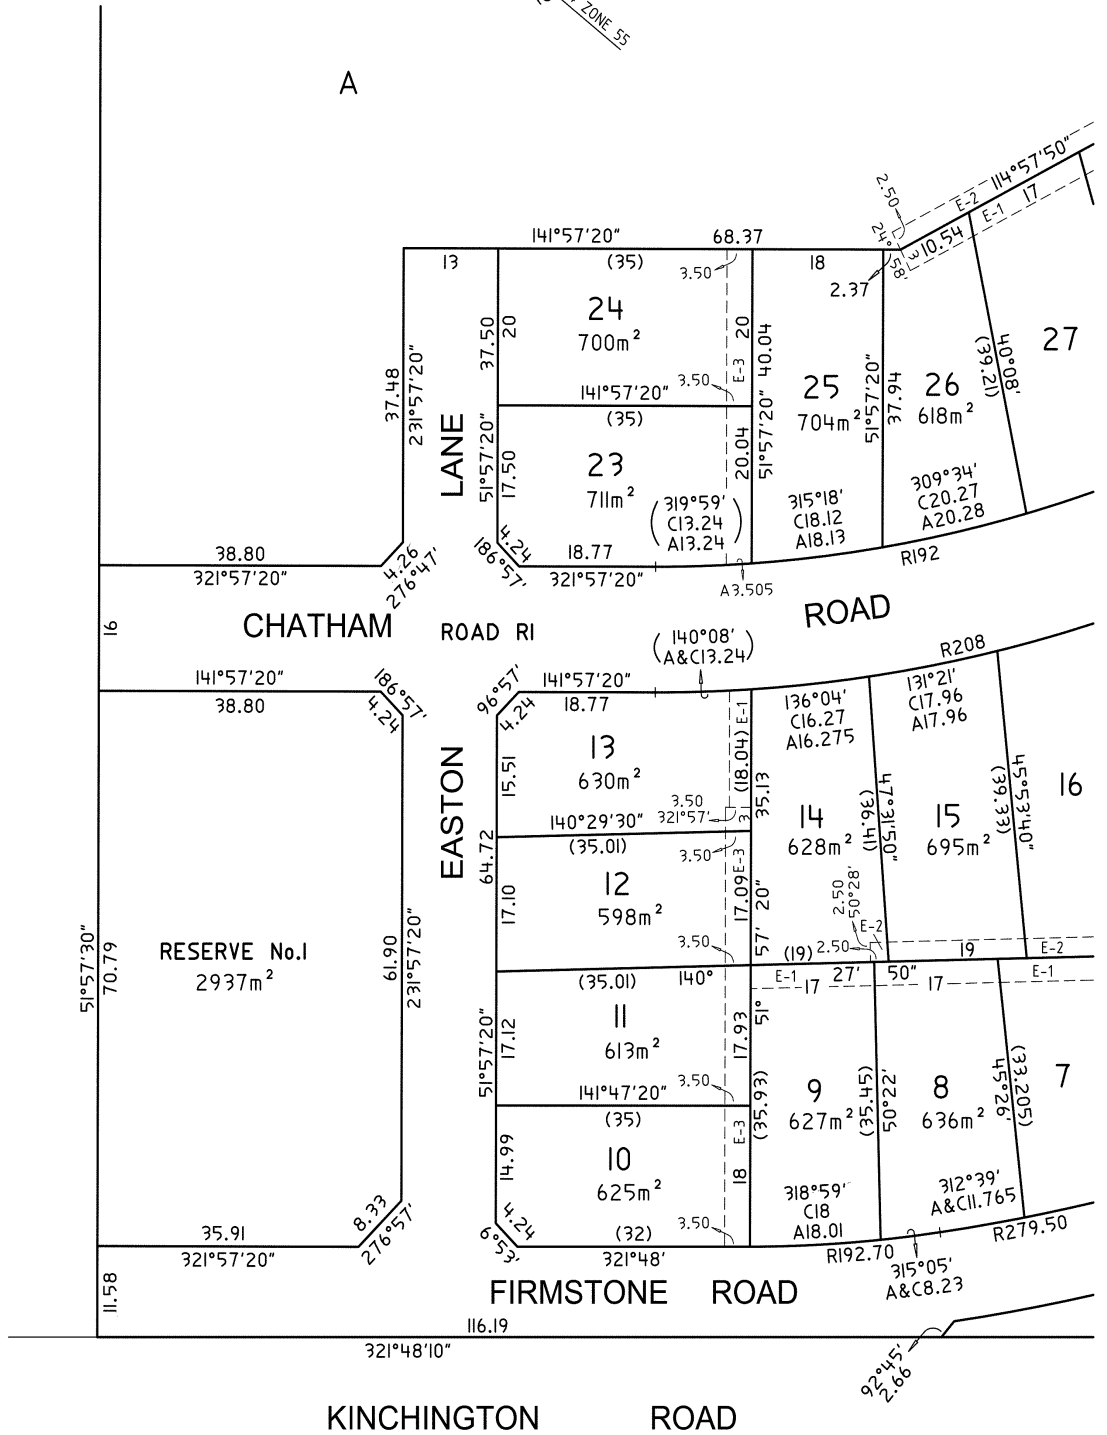 ZONE 55
A
114°57'50"
2.50
E-2
E-1
17
24°58'
3
10.54
141°57'20"
68.37
13
(35)
3.50
18
2.37
24
700m²
37.50
20
20
40.04
E-3
27
40°08'
(39.21)
37.48
231°57'20"
3.50
141°57'20"
(35)
25
704m²
51°57'20"
37.94
26
618m²
LANE
51°57'20"
17.50
23
711m²
20.04
51°57'20"
(319°59'
C13.24
A13.24)
315°18'
C18.12
A18.13
309°34'
C20.27
A20.28
4.24
186°57'
38.80
321°57'20"
4.26
276°47'
18.77
321°57'20"
R192
A3.505
16
CHATHAM
ROAD R1
ROAD
(140°08'
A&C13.24)
R208
141°57'20"
38.80
186°57'
4.24
96°57'
4.24
141°57'20"
18.77
E-1
136°04'
C16.27
A16.275
131°21'
C17.96
A17.96
13
630m²
15.51
(18.04)
35.13
3.50
321°57'
3
EASTON
64.72
140°29'30"
(35.01)
3.50
E-3
14
628m²
(36.41)
47°31'50"
15
695m²
(39.33)
45°53'40"
16
12
598m²
17.10
17.09
20"
57'
2.50
50°28'
E-2
3.50
(19)
2.50
19
E-2
51°57'30"
70.79
RESERVE No.1
2937m²
61.90
231°57'20"
(35.01)
140°
E-1
27'
50"
E-1
17
17
51°57'20"
17.12
11
613m²
17.93
51°
3.50
141°47'20"
(35)
(35.93)
9
627m²
(35.45)
50°22'
8
636m²
45°26'
(33.205)
7
14.99
10
625m²
E-3
18
318°59'
C18
A18.01
312°39'
A&C11.765
35.91
321°57'20"
8.33
276°57'
4.24
6°53'
(32)
3.50
321°48'
R192.70
R279.50
315°05'
A&C8.23
11.58
FIRMSTONE ROAD
116.19
321°48'10"
92°45'
2.66
KINCHINGTON ROAD